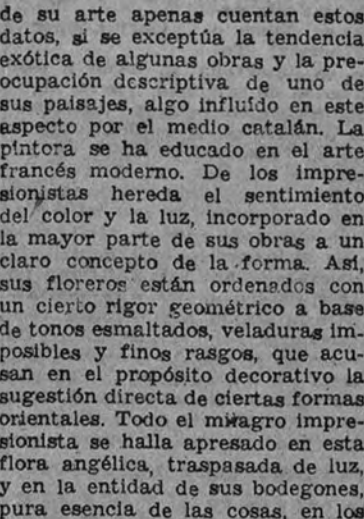 de su arte apenas cuentan estos
datos, si se exceptúa la tendencia
exótica de algunas obras y la pre-
ocupación descriptiva de uno de
sus paisajes, algo influído en este
aspecto por el medio catalán. La
pintora se ha educado en el arte
francés moderno. De los impre-
sionistas hereda el sentimiento
del color y la luz, incorporado en
la mayor parte de sus obras a un
claro concepto de la forma. Así,
sus floreros están ordenados con
un cierto rigor geométrico a base
de tonos esmaltados, veladuras im-
posibles y finos rasgos, que acu-
san en el propósito decorativo la
sugestión directa de ciertas formas
orientales. Todo el milagro impre-
sionista se halla apresado en esta
flora angélica, traspasada de luz,
y en la entidad de sus bodegones,
pura esencia de las cosas, en los